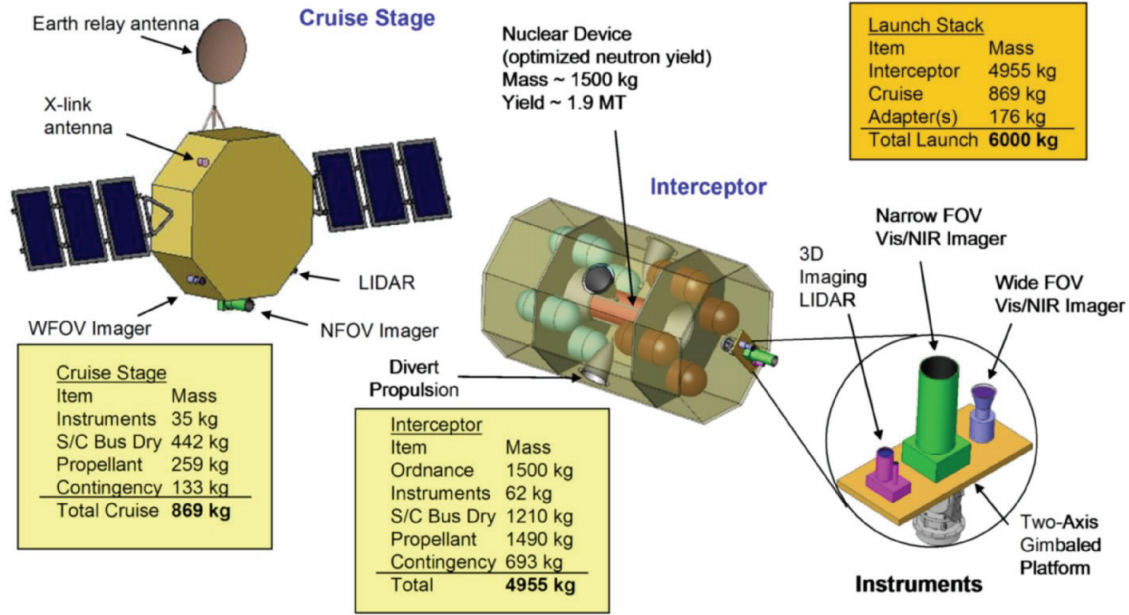 Cruise Stage
Earth relay antenna
X-link
antenna
LIDAR
WFOV Imager
NFOV Imager
Cruise Stage
Item Mass
Instruments 35 kg
S/C Bus Dry 442 kg
Propellant 259 kg
Contingency 133 kg
Total Cruise 869 kg
Nuclear Device
(optimized neutron yield)
Mass ~ 1500 kg
Yield ~ 1.9 MT
Interceptor
Divert
Propulsion
Interceptor
Item Mass
Ordnance 1500 kg
Instruments 62 kg
S/C Bus Dry 1210 kg
Propellant 1490 kg
Contingency 693 kg
Total 4955 kg
Launch Stack
Item Mass
Interceptor 4955 kg
Cruise 869 kg
Adapter(s) 176 kg
Total Launch 6000 kg
Narrow FOV
Vis/NIR Imager
3D
Imaging
LIDAR
Wide FOV
Vis/NIR Imager
Two-Axis
Gimbaled
Platform
Instruments